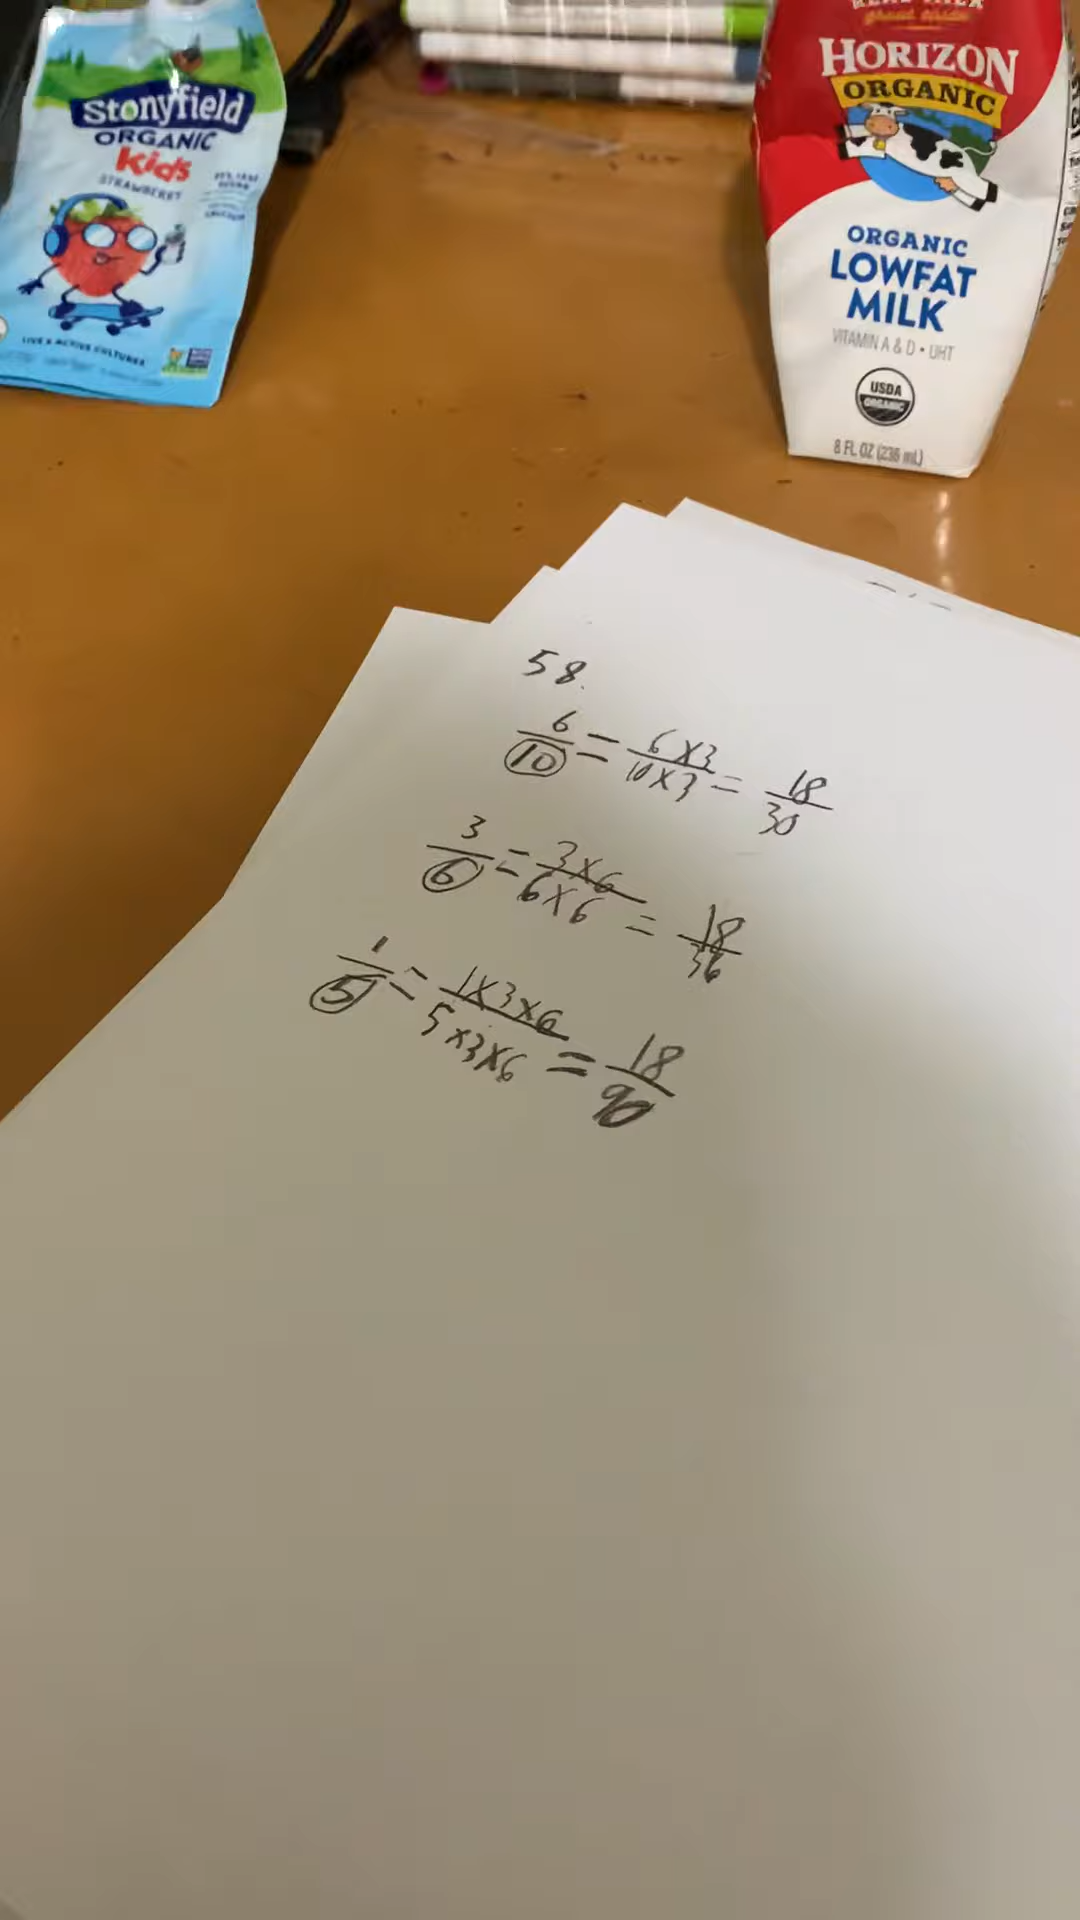 Stonyfield
ORGANIC
kids
STRAWBERRY
LIVE & ACTIVE CULTURES
HORIZON
ORGANIC
ORGANIC
LOWFAT
MILK
VITAMIN A & D • UHT
USDA
ORGANIC
8 FL OZ (236 mL)
58.
6/10 = 6×3/10×3 = 18/30
3/6 = 3×6/6×6 = 18/36
1/5 = 1×3×6/5×3×6 = 18/90